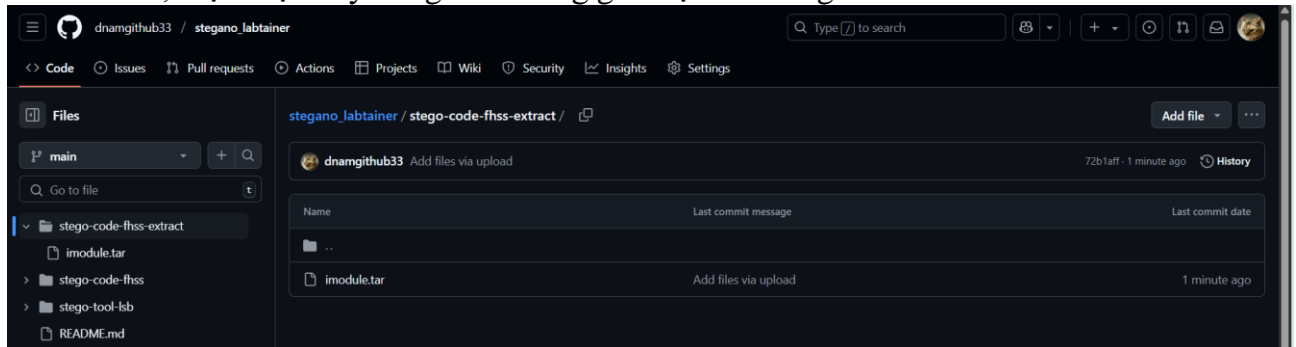 dnamgithub33 / stegano_labtainer
Type / to search
Code Issues Pull requests Actions Projects Wiki Security Insights Settings
Files
stegano_labtainer / stego-code-fhss-extract /
Add file
main
dnamgithub33 Add files via upload
72b1aff · 1 minute ago History
Go to file t
Name Last commit message Last commit date
stego-code-fhss-extract
..
imodule.tar
imodule.tar Add files via upload 1 minute ago
stego-code-fhss
stego-tool-lsb
README.md